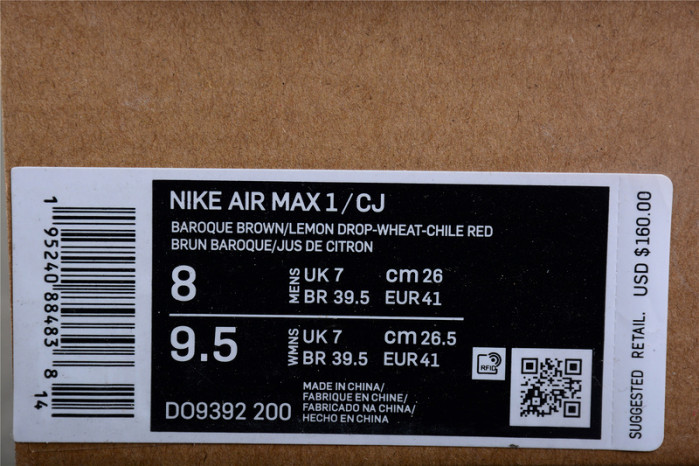 NIKE AIR MAX 1 / CJ
BAROQUE BROWN/LEMON DROP-WHEAT-CHILE RED
BRUN BAROQUE/JUS DE CITRON
8 MENS UK 7 cm 26
BR 39.5 EUR 41
9.5 WMNS UK 7 cm 26.5
BR 39.5 EUR 41
RFID
DO9392 200
MADE IN CHINA/
FABRIQUE EN CHINE/
FABRICADO NA CHINA/
HECHO EN CHINA
1 95240 88483 8 14
SUGGESTED RETAIL. USD $160.00